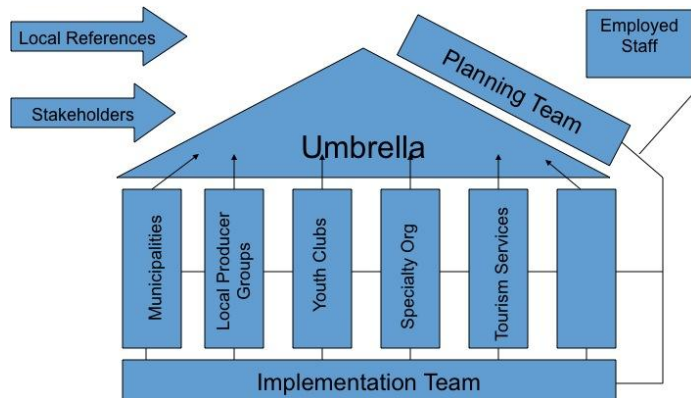 Local References
Stakeholders
Employed
Staff
Planning Team
Umbrella
Municipalities
Local Producer
Groups
Youth Clubs
Specialty Org
Tourism Services
Implementation Team